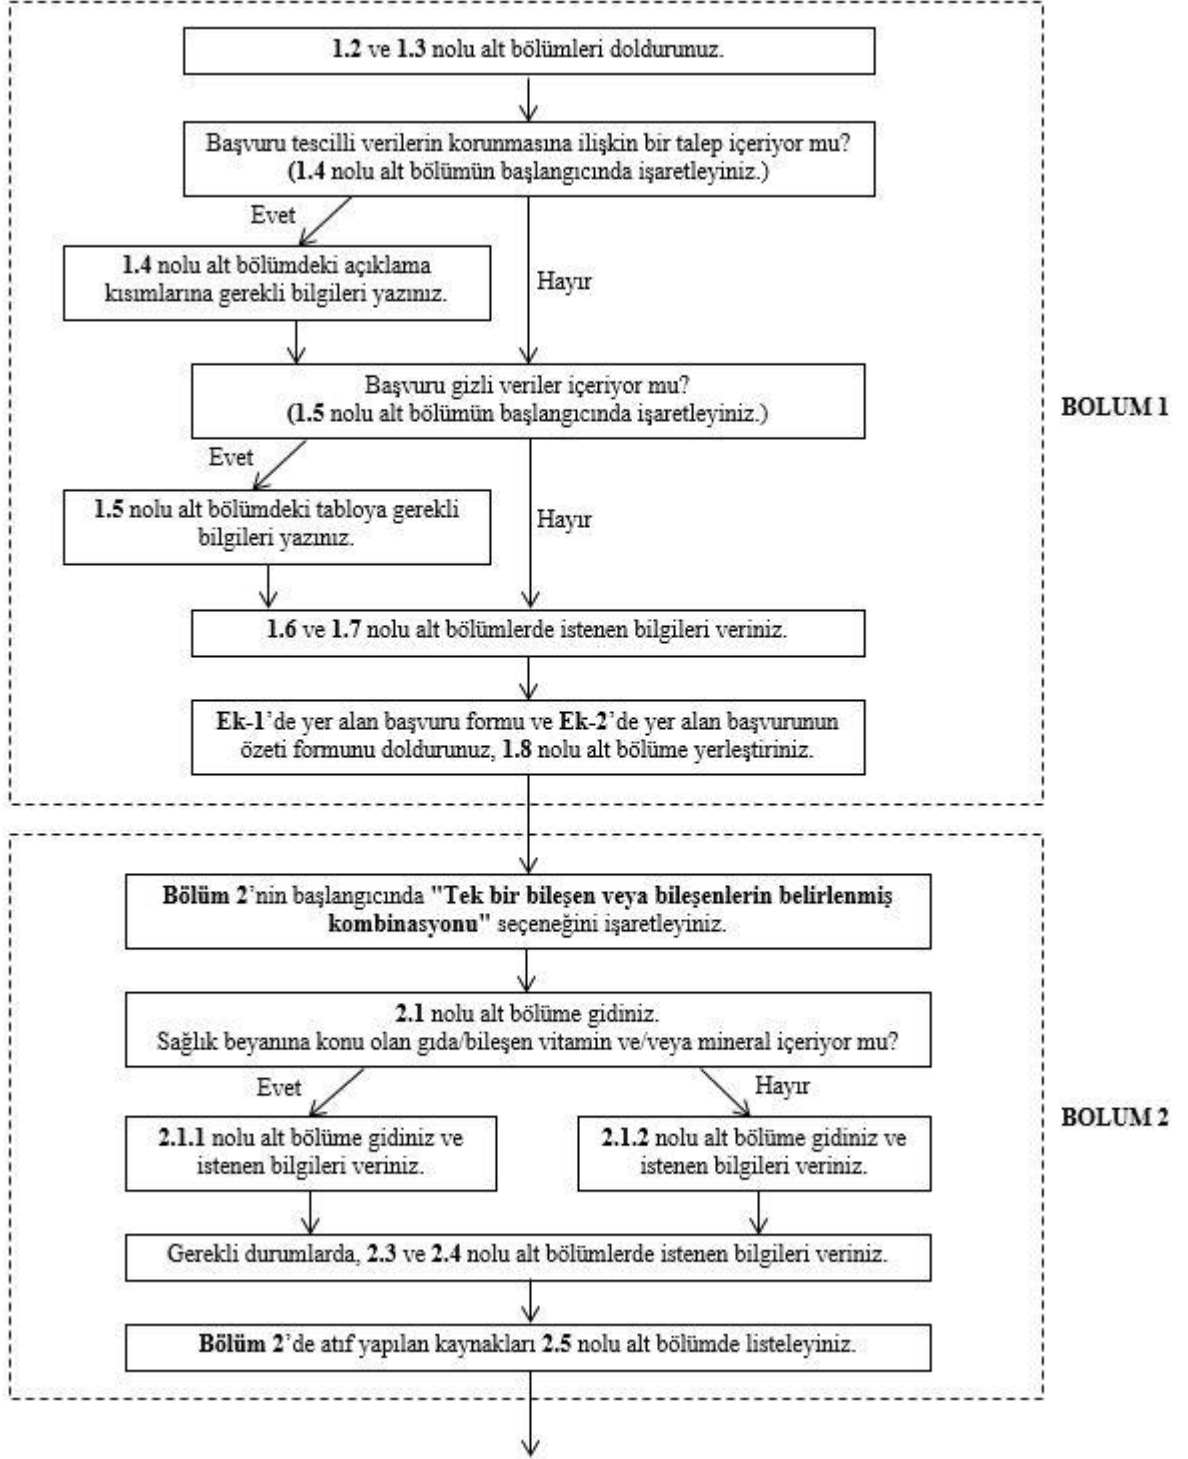 1.2 ve 1.3 nolu alt bölümleri doldurunuz.
Başvuru tescilli verilerin korunmasına ilişkin bir talep içeriyor mu?
(1.4 nolu alt bölümün başlangıcında işaretleyiniz.)
Evet
1.4 nolu alt bölümdeki açıklama
kısımlarına gerekli bilgileri yazınız.
Hayır
Başvuru gizli veriler içeriyor mu?
(1.5 nolu alt bölümün başlangıcında işaretleyiniz.)
BOLUM 1
Evet
1.5 nolu alt bölümdeki tabloya gerekli
bilgileri yazınız.
Hayır
1.6 ve 1.7 nolu alt bölümlerde istenen bilgileri veriniz.
Ek-1’de yer alan başvuru formu ve Ek-2’de yer alan başvurunun
özeti formunu doldurunuz, 1.8 nolu alt bölüme yerleştiriniz.
Bölüm 2’nin başlangıcında "Tek bir bileşen veya bileşenlerin belirlenmiş
kombinasyonu" seçeneğini işaretleyiniz.
2.1 nolu alt bölüme gidiniz.
Sağlık beyanına konu olan gıda/bileşen vitamin ve/veya mineral içeriyor mu?
Evet
Hayır
BOLUM 2
2.1.1 nolu alt bölüme gidiniz ve
istenen bilgileri veriniz.
2.1.2 nolu alt bölüme gidiniz ve
istenen bilgileri veriniz.
Gerekli durumlarda, 2.3 ve 2.4 nolu alt bölümlerde istenen bilgileri veriniz.
Bölüm 2’de atıf yapılan kaynakları 2.5 nolu alt bölümde listeleyiniz.